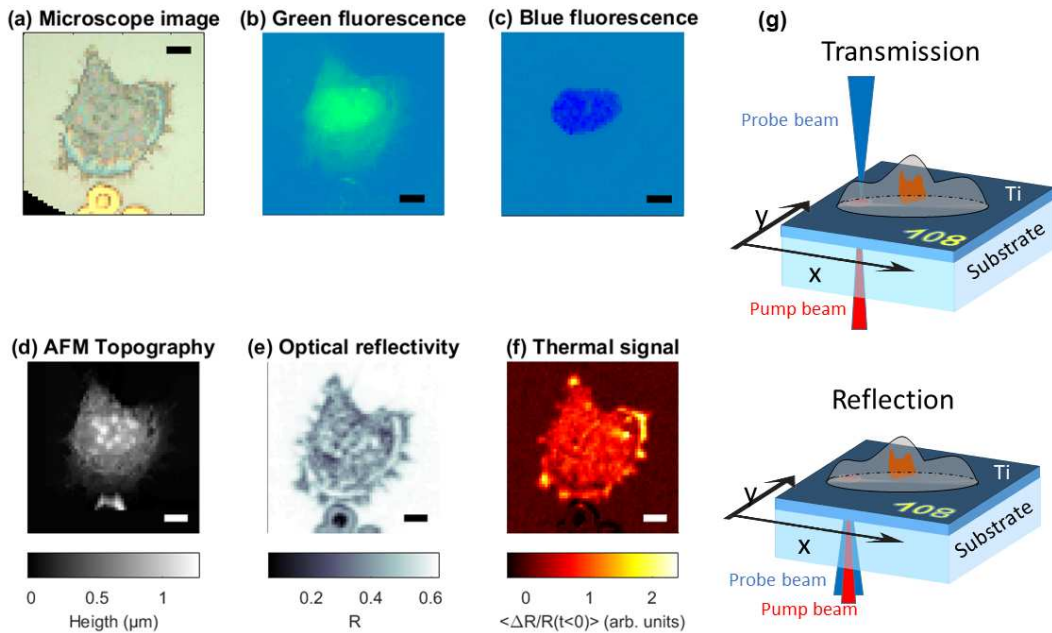 (a) Microscope image
(b) Green fluorescence
(c) Blue fluorescence
(g)
Transmission
Probe beam
Ti
108
y
x
Substrate
Pump beam
(d) AFM Topography
(e) Optical reflectivity
(f) Thermal signal
0 0.5 1
Heigth (μm)
0.2 0.4 0.6
R
0 1 2
<ΔR/R(t<0)> (arb. units)
Reflection
Ti
108
y
x
Substrate
Probe beam
Pump beam